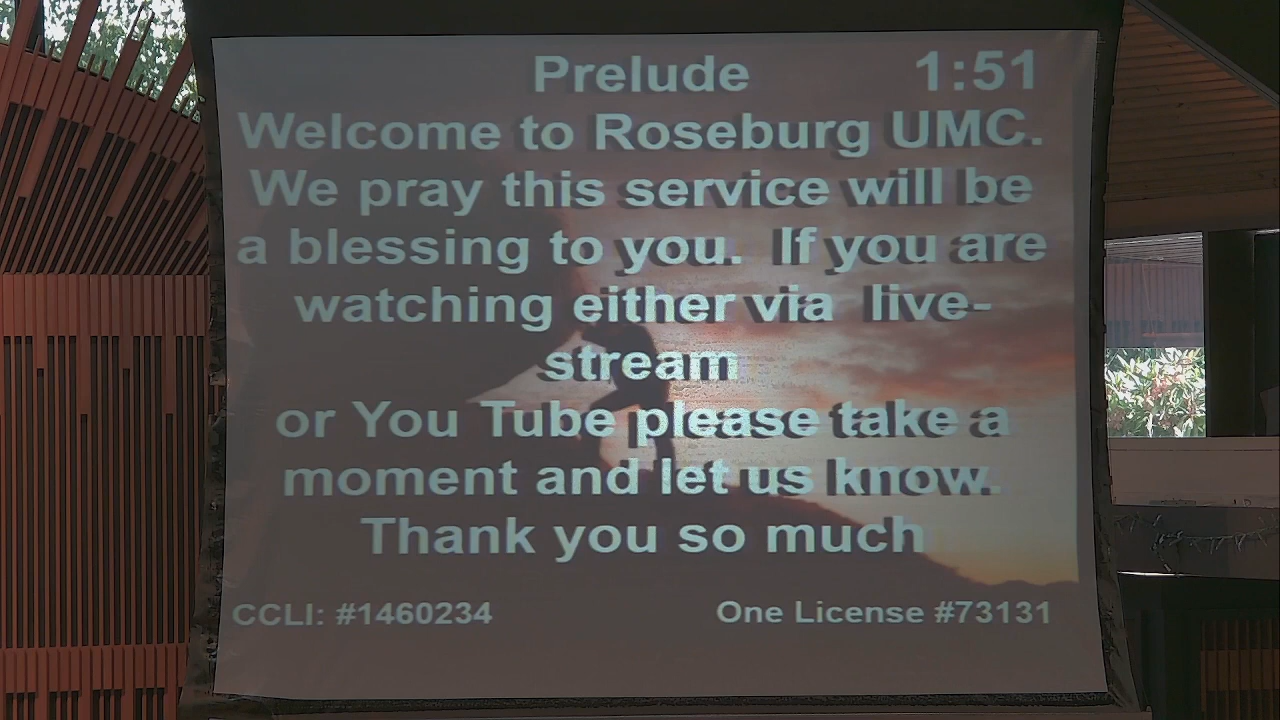 Prelude 1:51
Welcome to Roseburg UMC.
We pray this service will be
a blessing to you. If you are
watching either via live-
stream
or You Tube please take a
moment and let us know.
Thank you so much
CCLI: #1460234 One License #73131